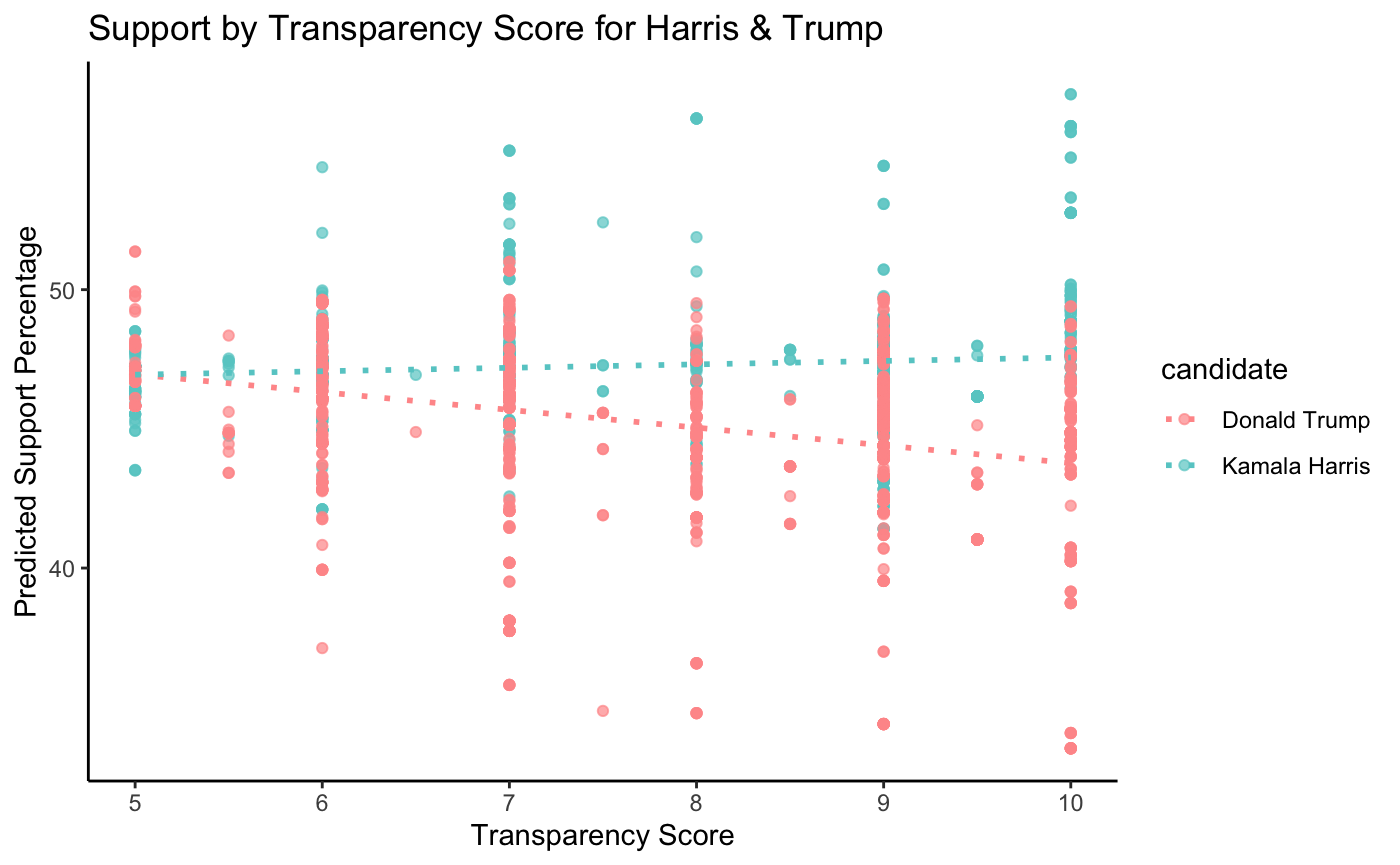 Support by Transparency Score for Harris & Trump
Predicted Support Percentage
50
40
5 6 7 8 9 10
Transparency Score
candidate
Donald Trump
Kamala Harris